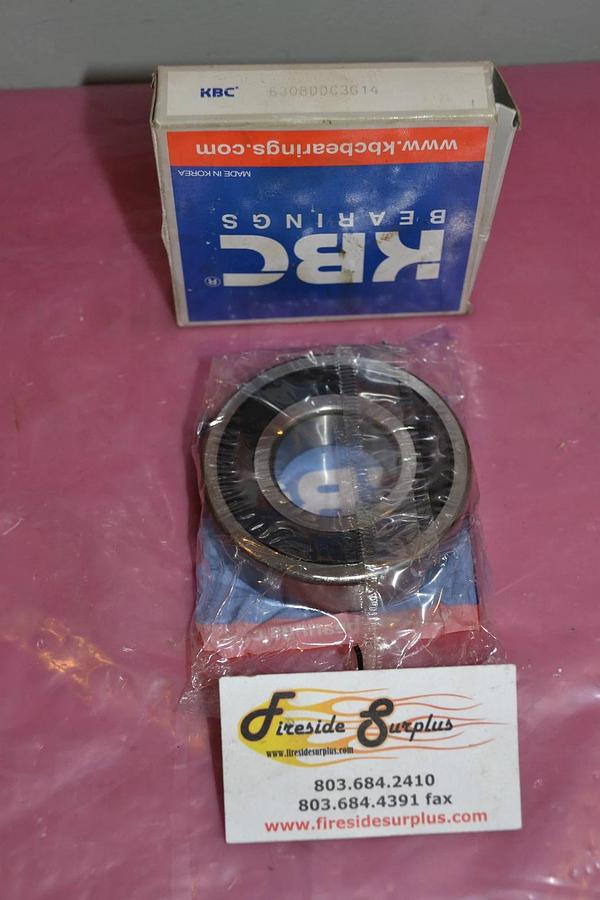 KBC® 6308DDC3G14
www.kbcbearings.com
MADE IN KOREA
BEARINGS
KBC®
Fireside Surplus
www.firesidesurplus.com
803.684.2410
803.684.4391 fax
www.firesidesurplus.com